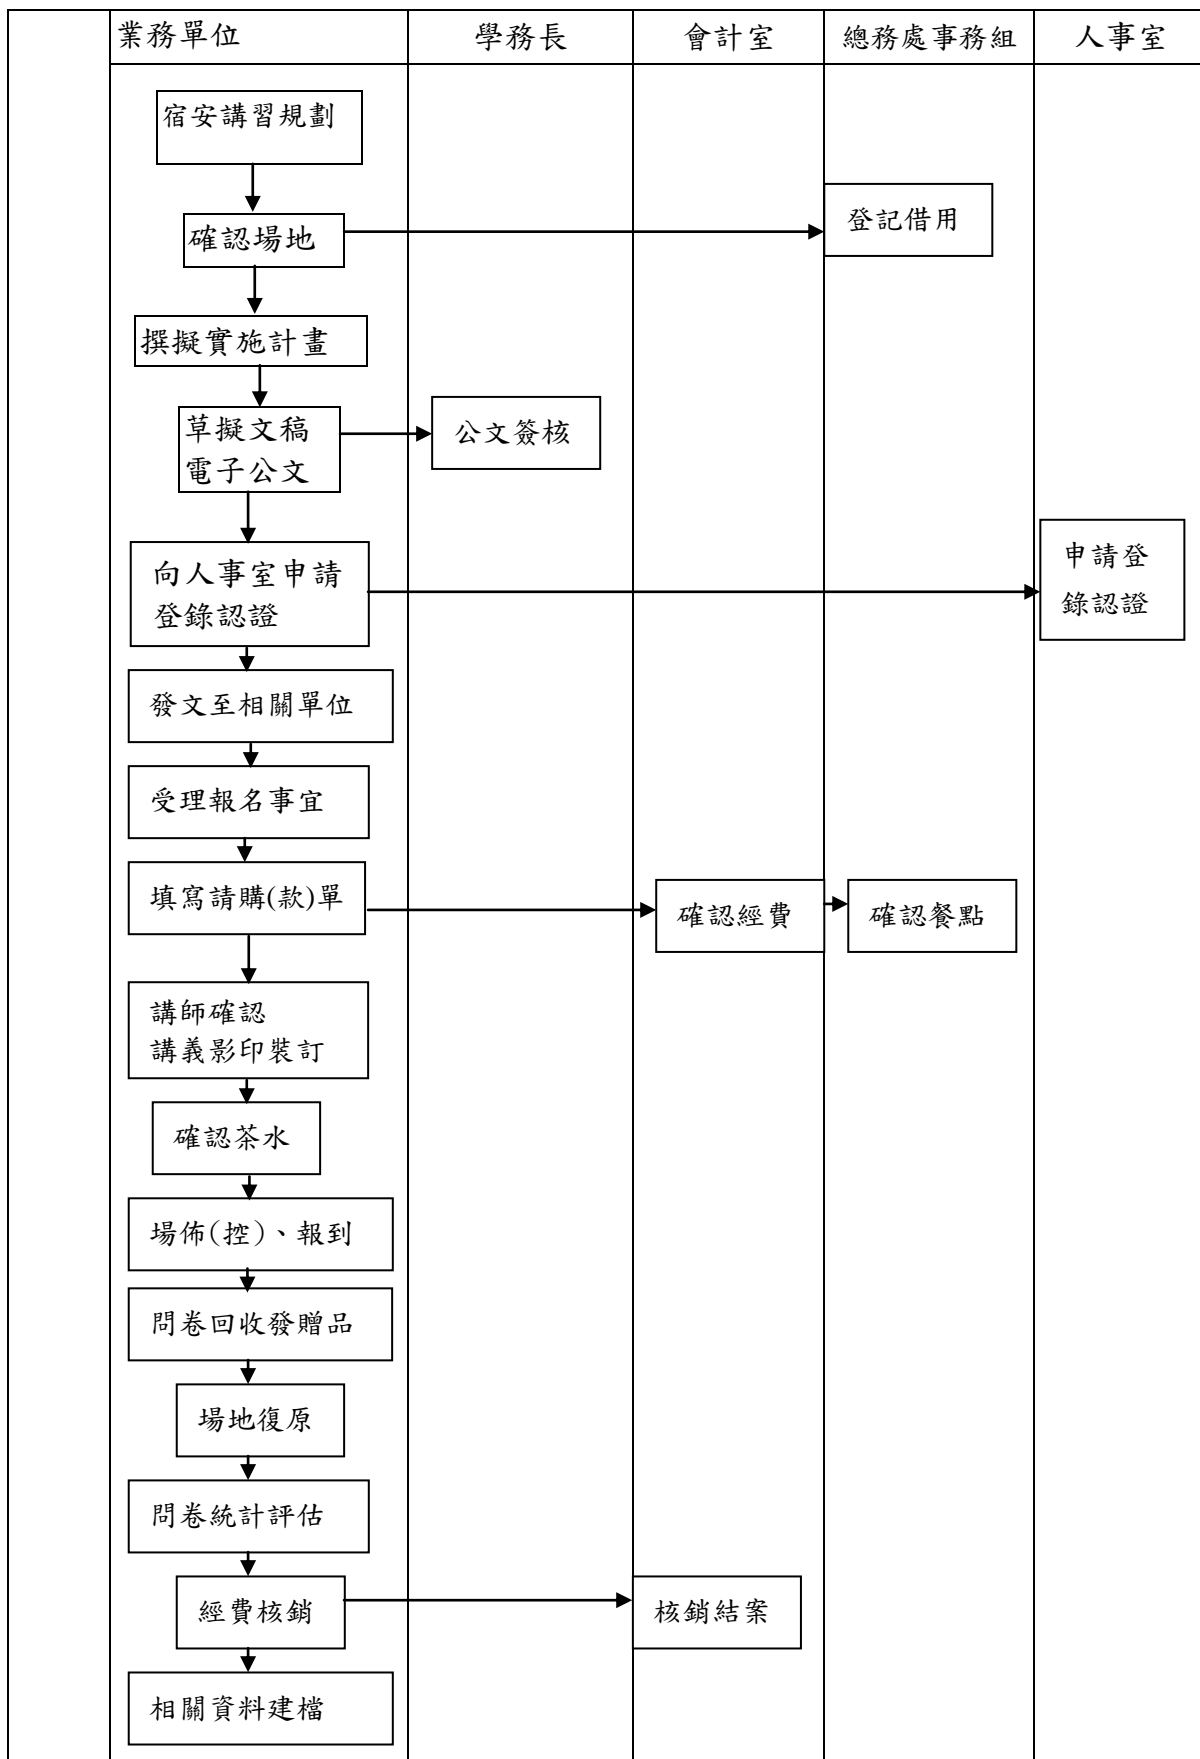 業務單位
學務長
會計室
總務處事務組
人事室
宿安講習規劃
確認場地
登記借用
撰擬實施計畫
草擬文稿
電子公文
公文簽核
向人事室申請
登錄認證
申請登
錄認證
發文至相關單位
受理報名事宜
填寫請購(款)單
確認經費
確認餐點
講師確認
講義影印裝訂
確認茶水
場佈(控)、報到
問卷回收發贈品
場地復原
問卷統計評估
經費核銷
核銷結案
相關資料建檔